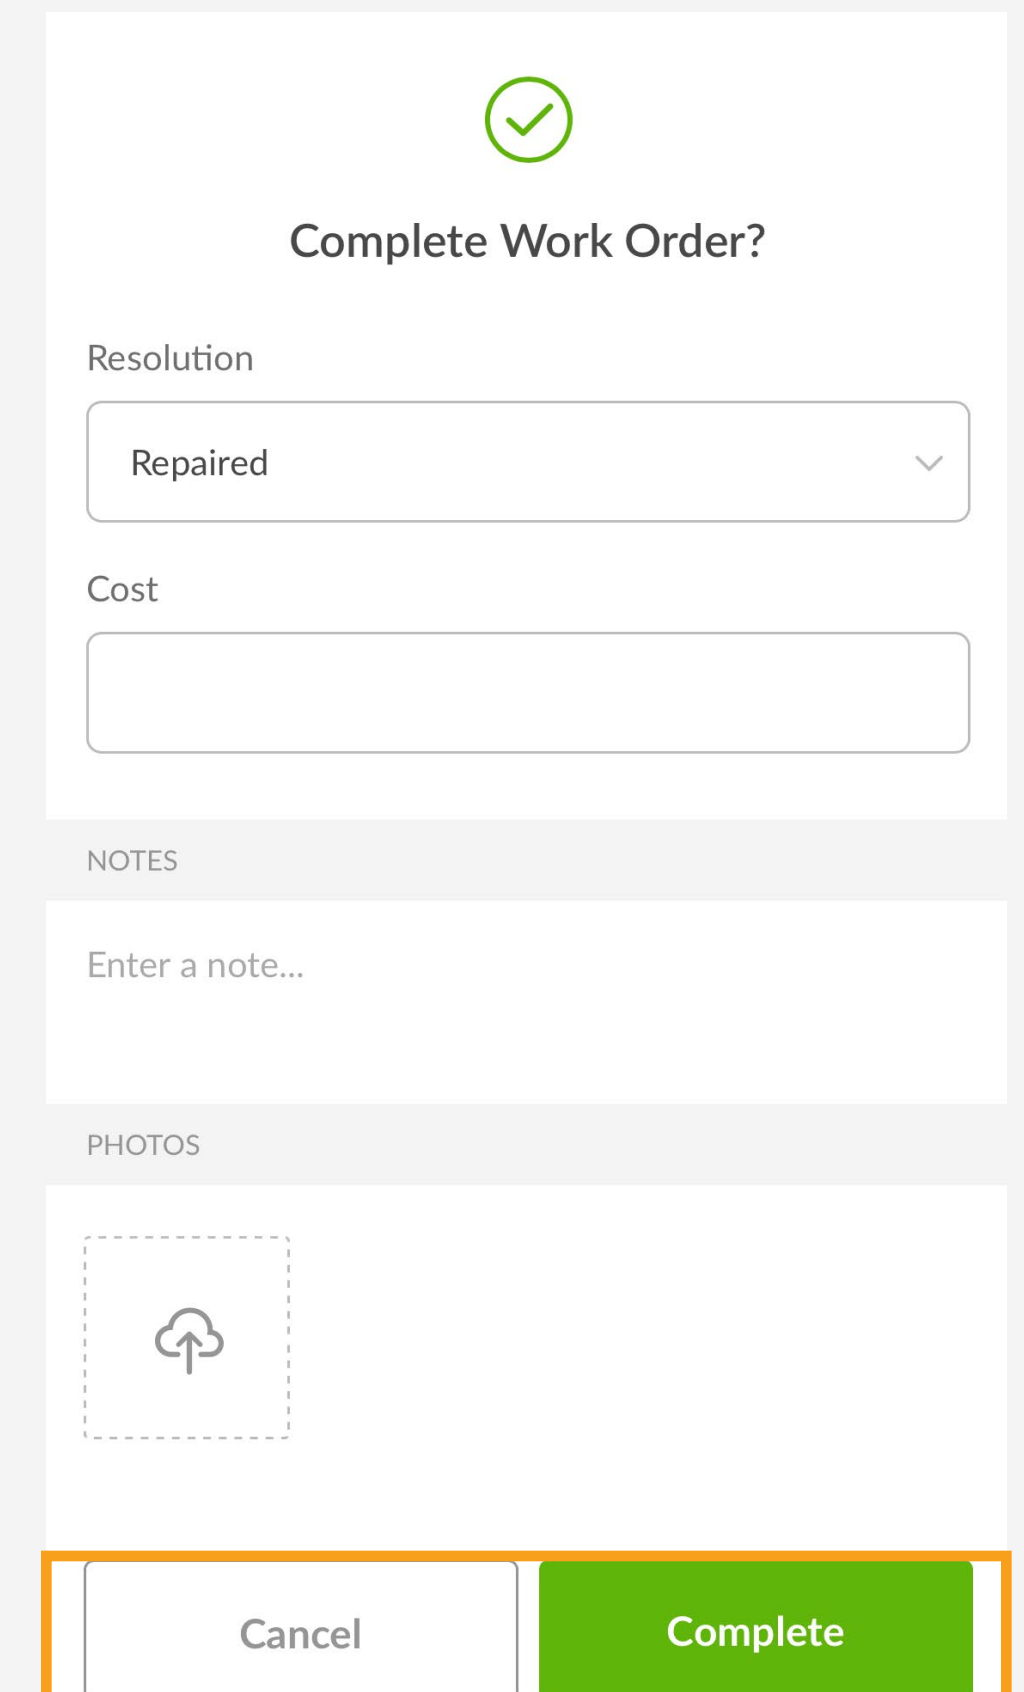 Complete Work Order?
Resolution
Repaired
Cost
NOTES
Enter a note...
PHOTOS
Cancel
Complete